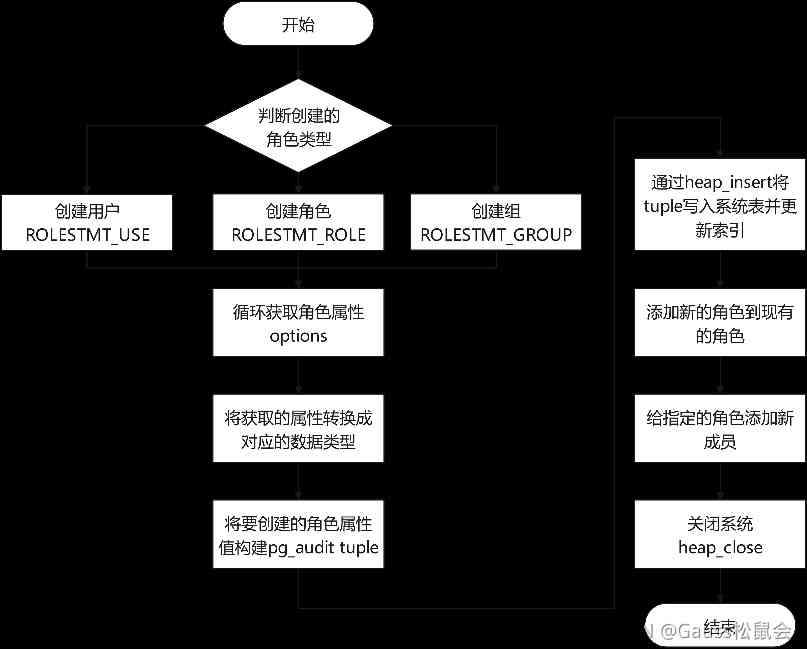 开始
判断创建的
角色类型
创建用户
ROLESTMT_USE
创建角色
ROLESTMT_ROLE
创建组
ROLESTMT_GROUP
循环获取角色属性
options
将获取的属性转换成
对应的数据类型
将要创建的角色属性
值构建pg_audit tuple
通过heap_insert将
tuple写入系统表并更
新索引
添加新的角色到现有
的角色
给指定的角色添加新
成员
关闭系统
heap_close
结束
N @Gauss松鼠会